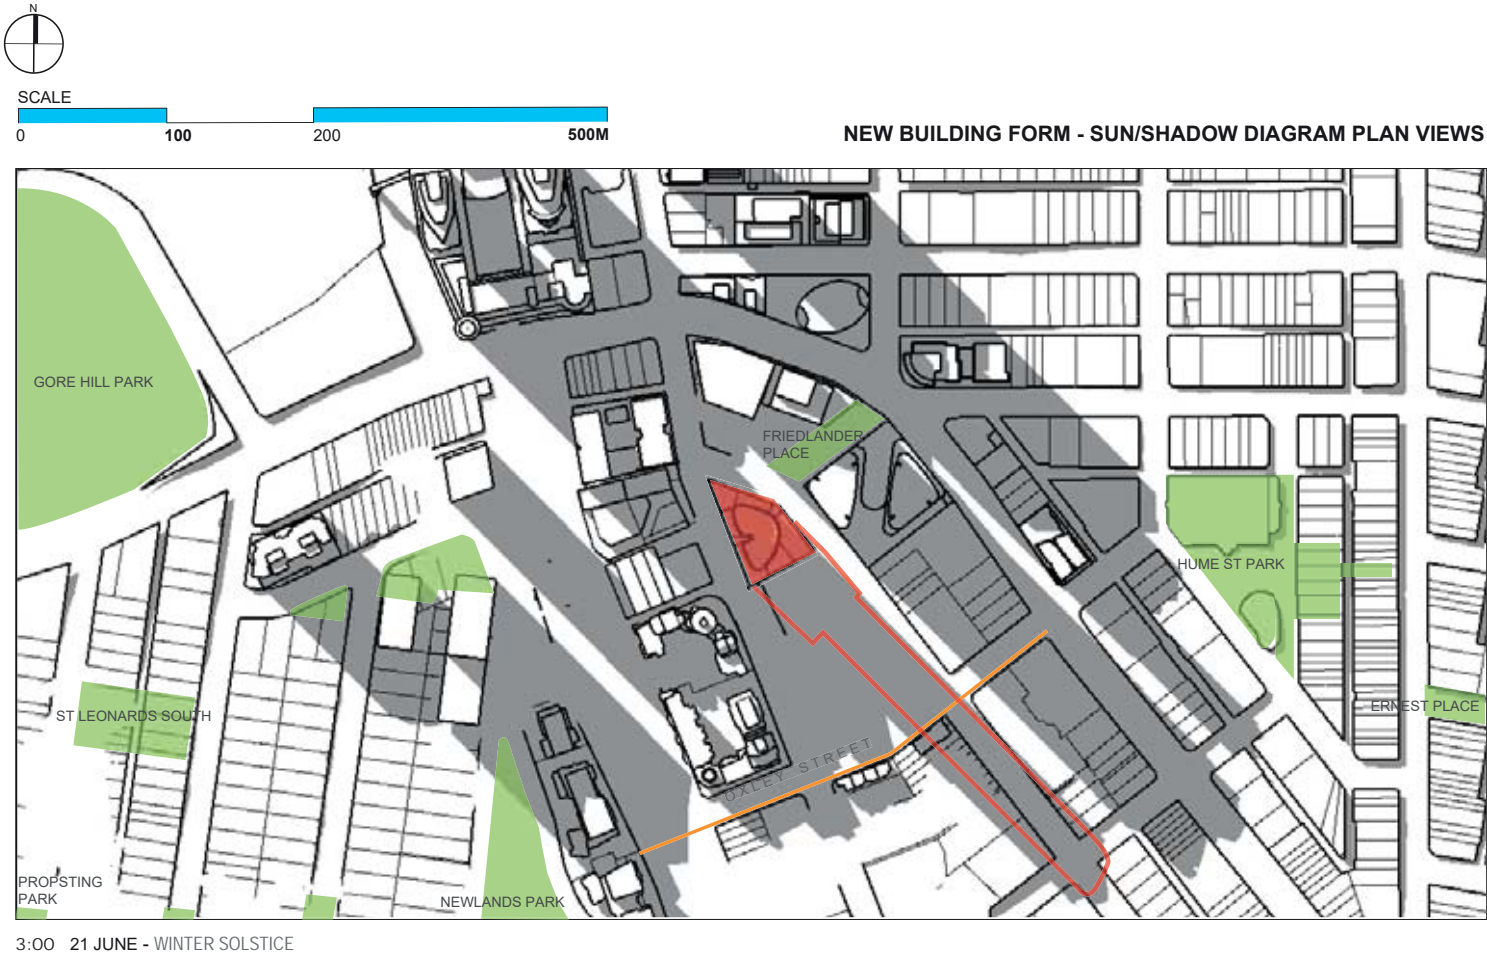 N
SCALE
0 100 200 500M
NEW BUILDING FORM - SUN/SHADOW DIAGRAM PLAN VIEWS
GORE HILL PARK
FRIEDLANDER
PLACE
HUME ST PARK
ST LEONARDS SOUTH
ERNEST PLACE
OXLEY STREET
PROPSTING
PARK
NEWLANDS PARK
3:00 21 JUNE - WINTER SOLSTICE